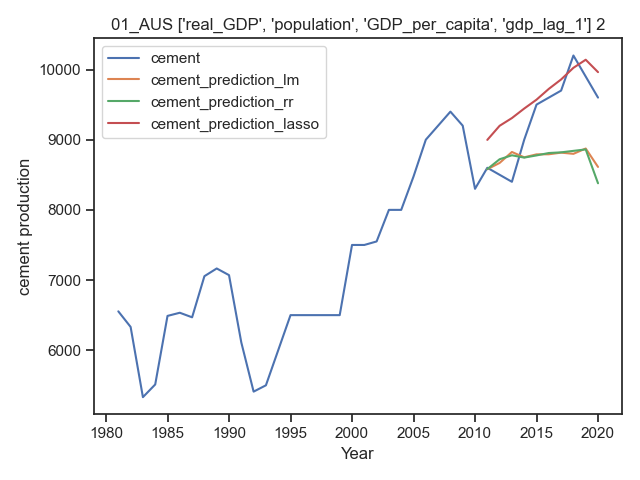 01_AUS ['real_GDP', 'population', 'GDP_per_capita', 'gdp_lag_1'] 2
cement
cement_prediction_lm
cement_prediction_rr
cement_prediction_lasso
cement production
10000
9000
8000
7000
6000
1980 1985 1990 1995 2000 2005 2010 2015 2020
Year